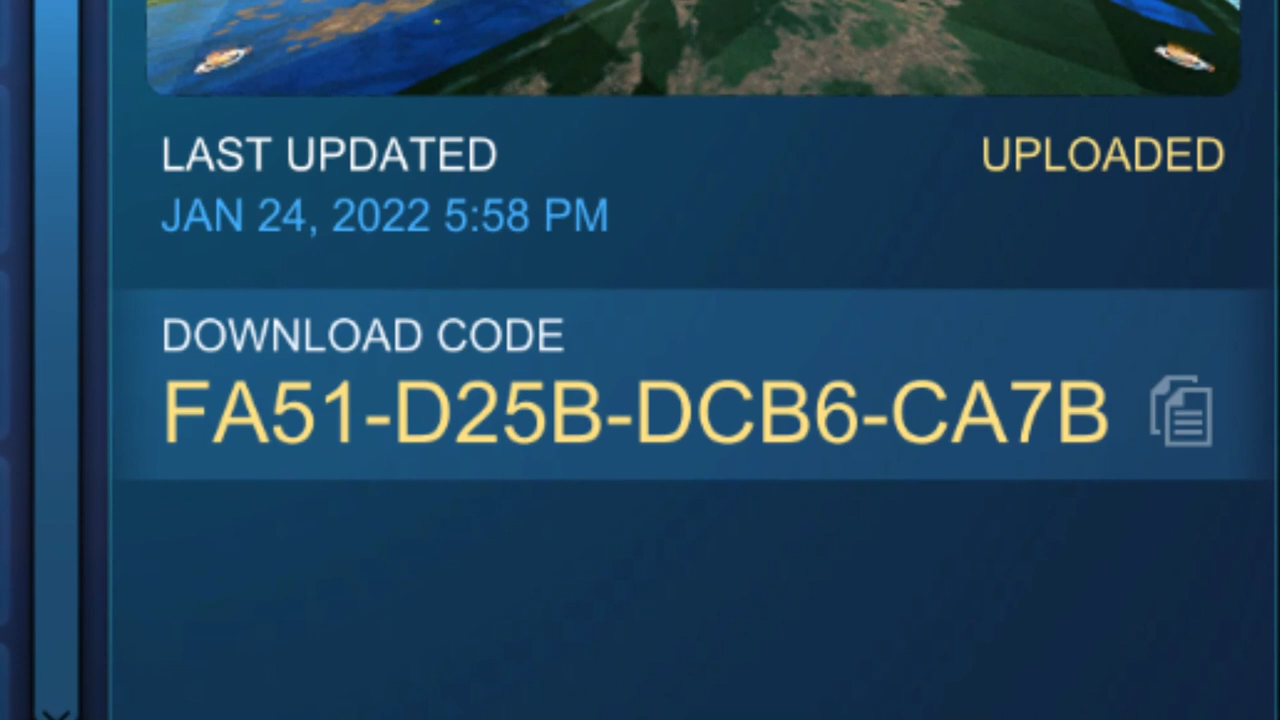 LAST UPDATED
UPLOADED
JAN 24, 2022 5:58 PM
DOWNLOAD CODE
FA51-D25B-DCB6-CA7B